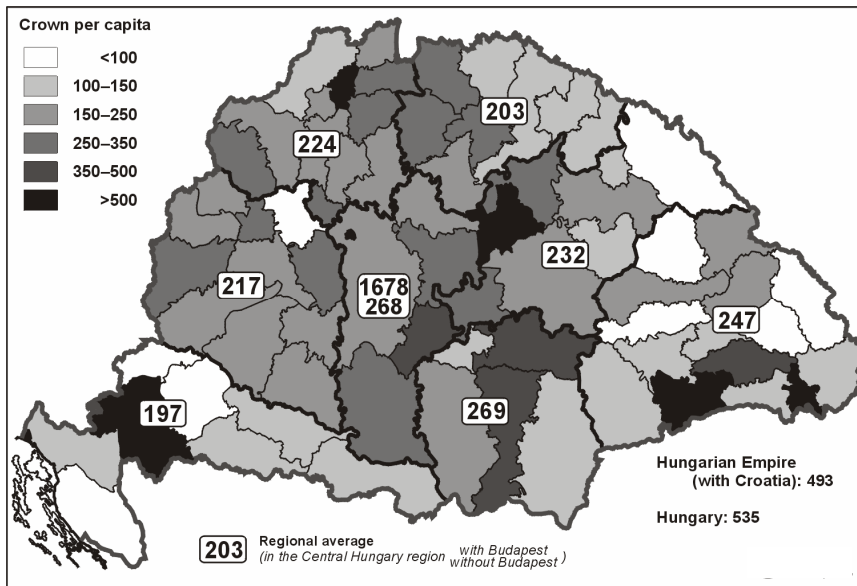 Crown per capita
<100
100–150
150–250
250–350
350–500
>500
203
224
232
217
1678
268
247
197
269
Hungarian Empire
(with Croatia): 493
Hungary: 535
203
Regional average
(in the Central Hungary region with Budapest
without Budapest )